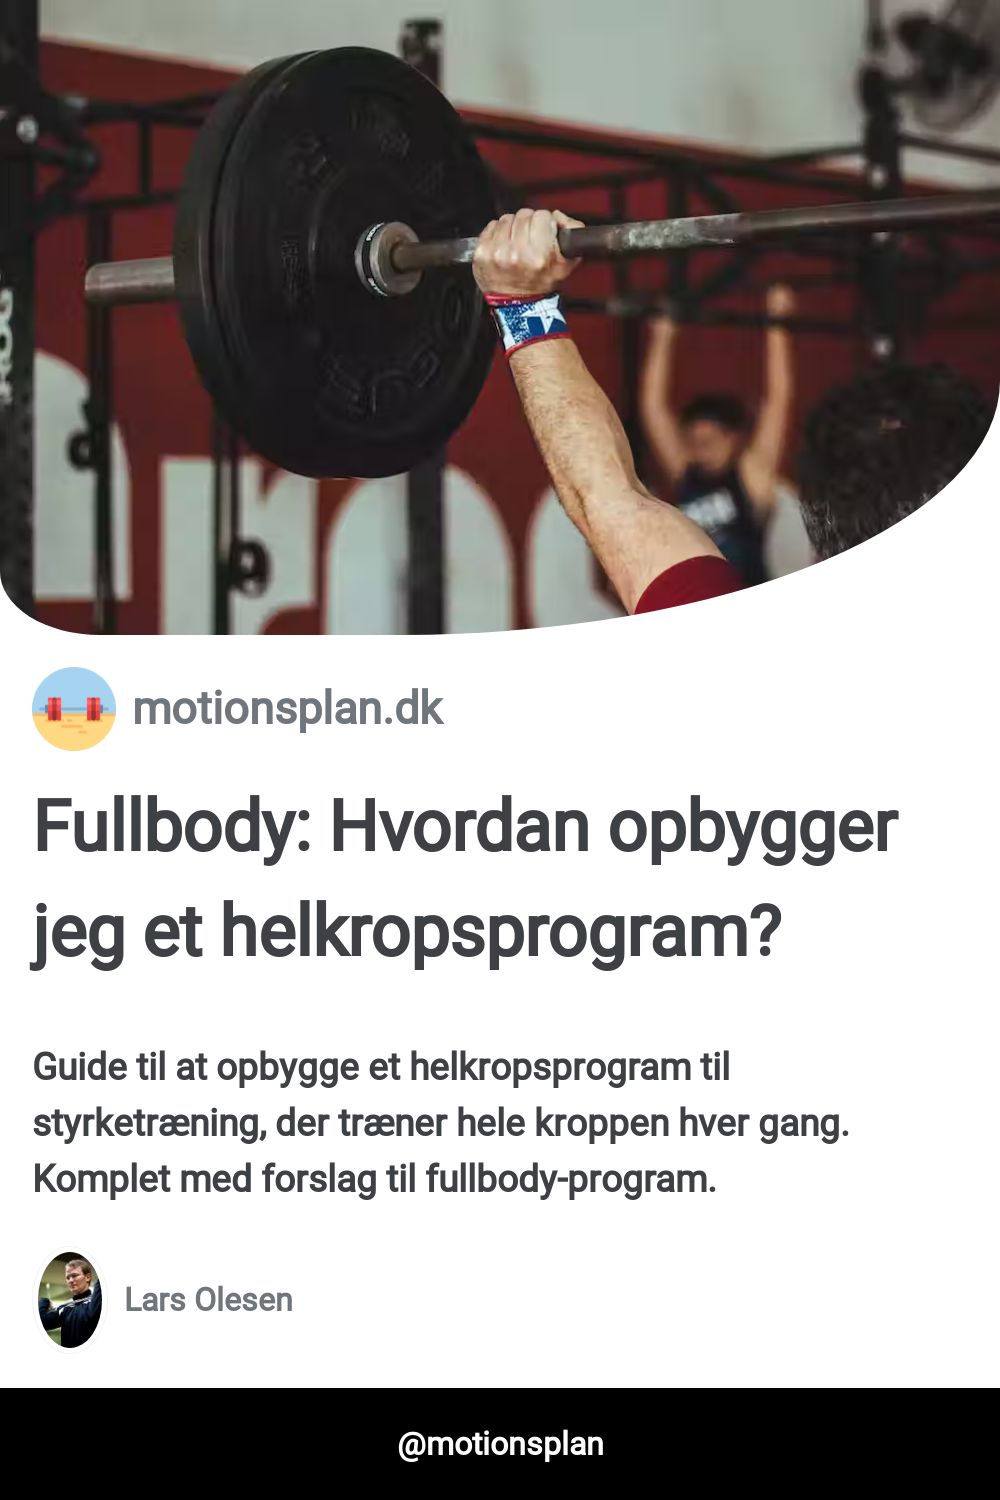 motionsplan.dk
Fullbody: Hvordan opbygger
jeg et helkropsprogram?
Guide til at opbygge et helkropsprogram til
styrketræning, der træner hele kroppen hver gang.
Komplet med forslag til fullbody-program.
Lars Olesen
@motionsplan